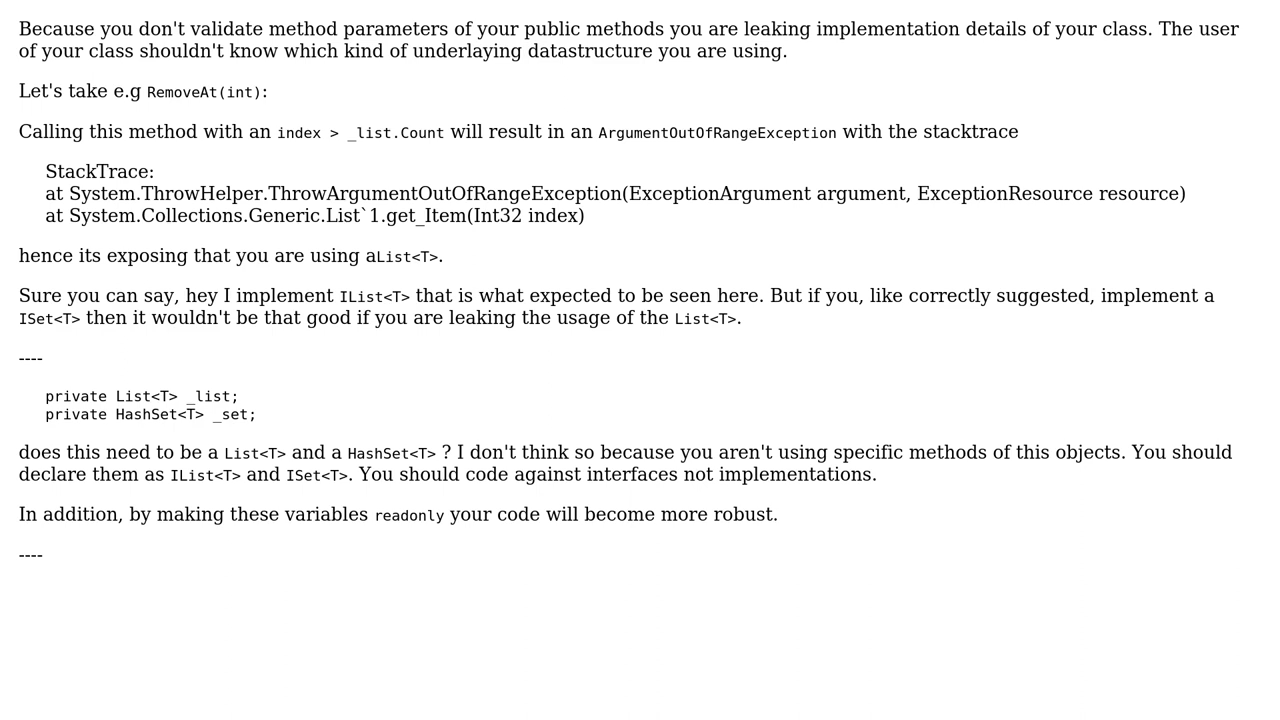 Because you don't validate method parameters of your public methods you are leaking implementation details of your class. The user
of your class shouldn't know which kind of underlaying datastructure you are using.
Let's take e.g RemoveAt(int):
Calling this method with an index > _list.Count will result in an ArgumentOutOfRangeException with the stacktrace
StackTrace:
at System.ThrowHelper.ThrowArgumentOutOfRangeException(ExceptionArgument argument, ExceptionResource resource)
at System.Collections.Generic.List`1.get_Item(Int32 index)
hence its exposing that you are using aList<T>.
Sure you can say, hey I implement IList<T> that is what expected to be seen here. But if you, like correctly suggested, implement a
ISet<T> then it wouldn't be that good if you are leaking the usage of the List<T>.
----
private List<T> _list;
private HashSet<T> _set;
does this need to be a List<T> and a HashSet<T> ? I don't think so because you aren't using specific methods of this objects. You should
declare them as IList<T> and ISet<T>. You should code against interfaces not implementations.
In addition, by making these variables readonly your code will become more robust.
----